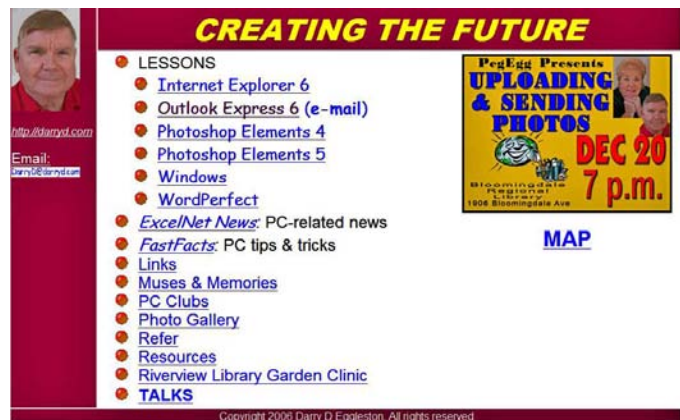 CREATING THE FUTURE
http://darryd.com
Email:
DarryD@darryd.com
LESSONS
Internet Explorer 6
Outlook Express 6 (e-mail)
Photoshop Elements 4
Photoshop Elements 5
Windows
WordPerfect
ExcelNet News: PC-related news
FastFacts: PC tips & tricks
Links
Muses & Memories
PC Clubs
Photo Gallery
Refer
Resources
Riverview Library Garden Clinic
TALKS
PegEgg Presents
UPLOADING
& SENDING
PHOTOS
DEC 20
7 p.m.
Bloomingdale
Regional
Library
1906 Bloomingdale Ave
MAP
Copyright 2006 Darry D Eggleston. All rights reserved